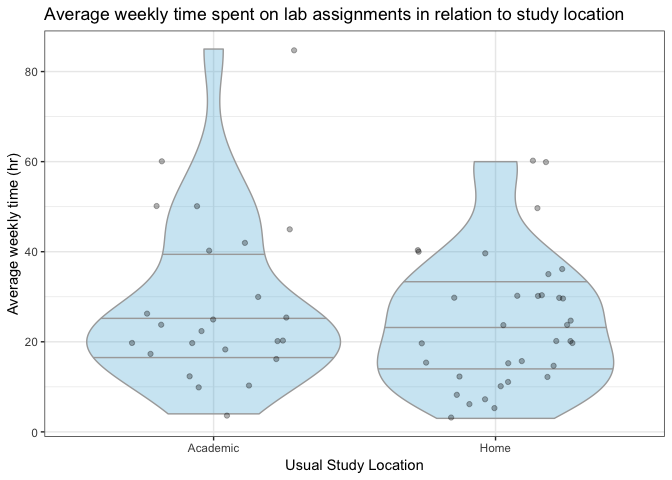 Average weekly time spent on lab assignments in relation to study location
80
60
40
20
0
Average weekly time (hr)
Academic Home
Usual Study Location